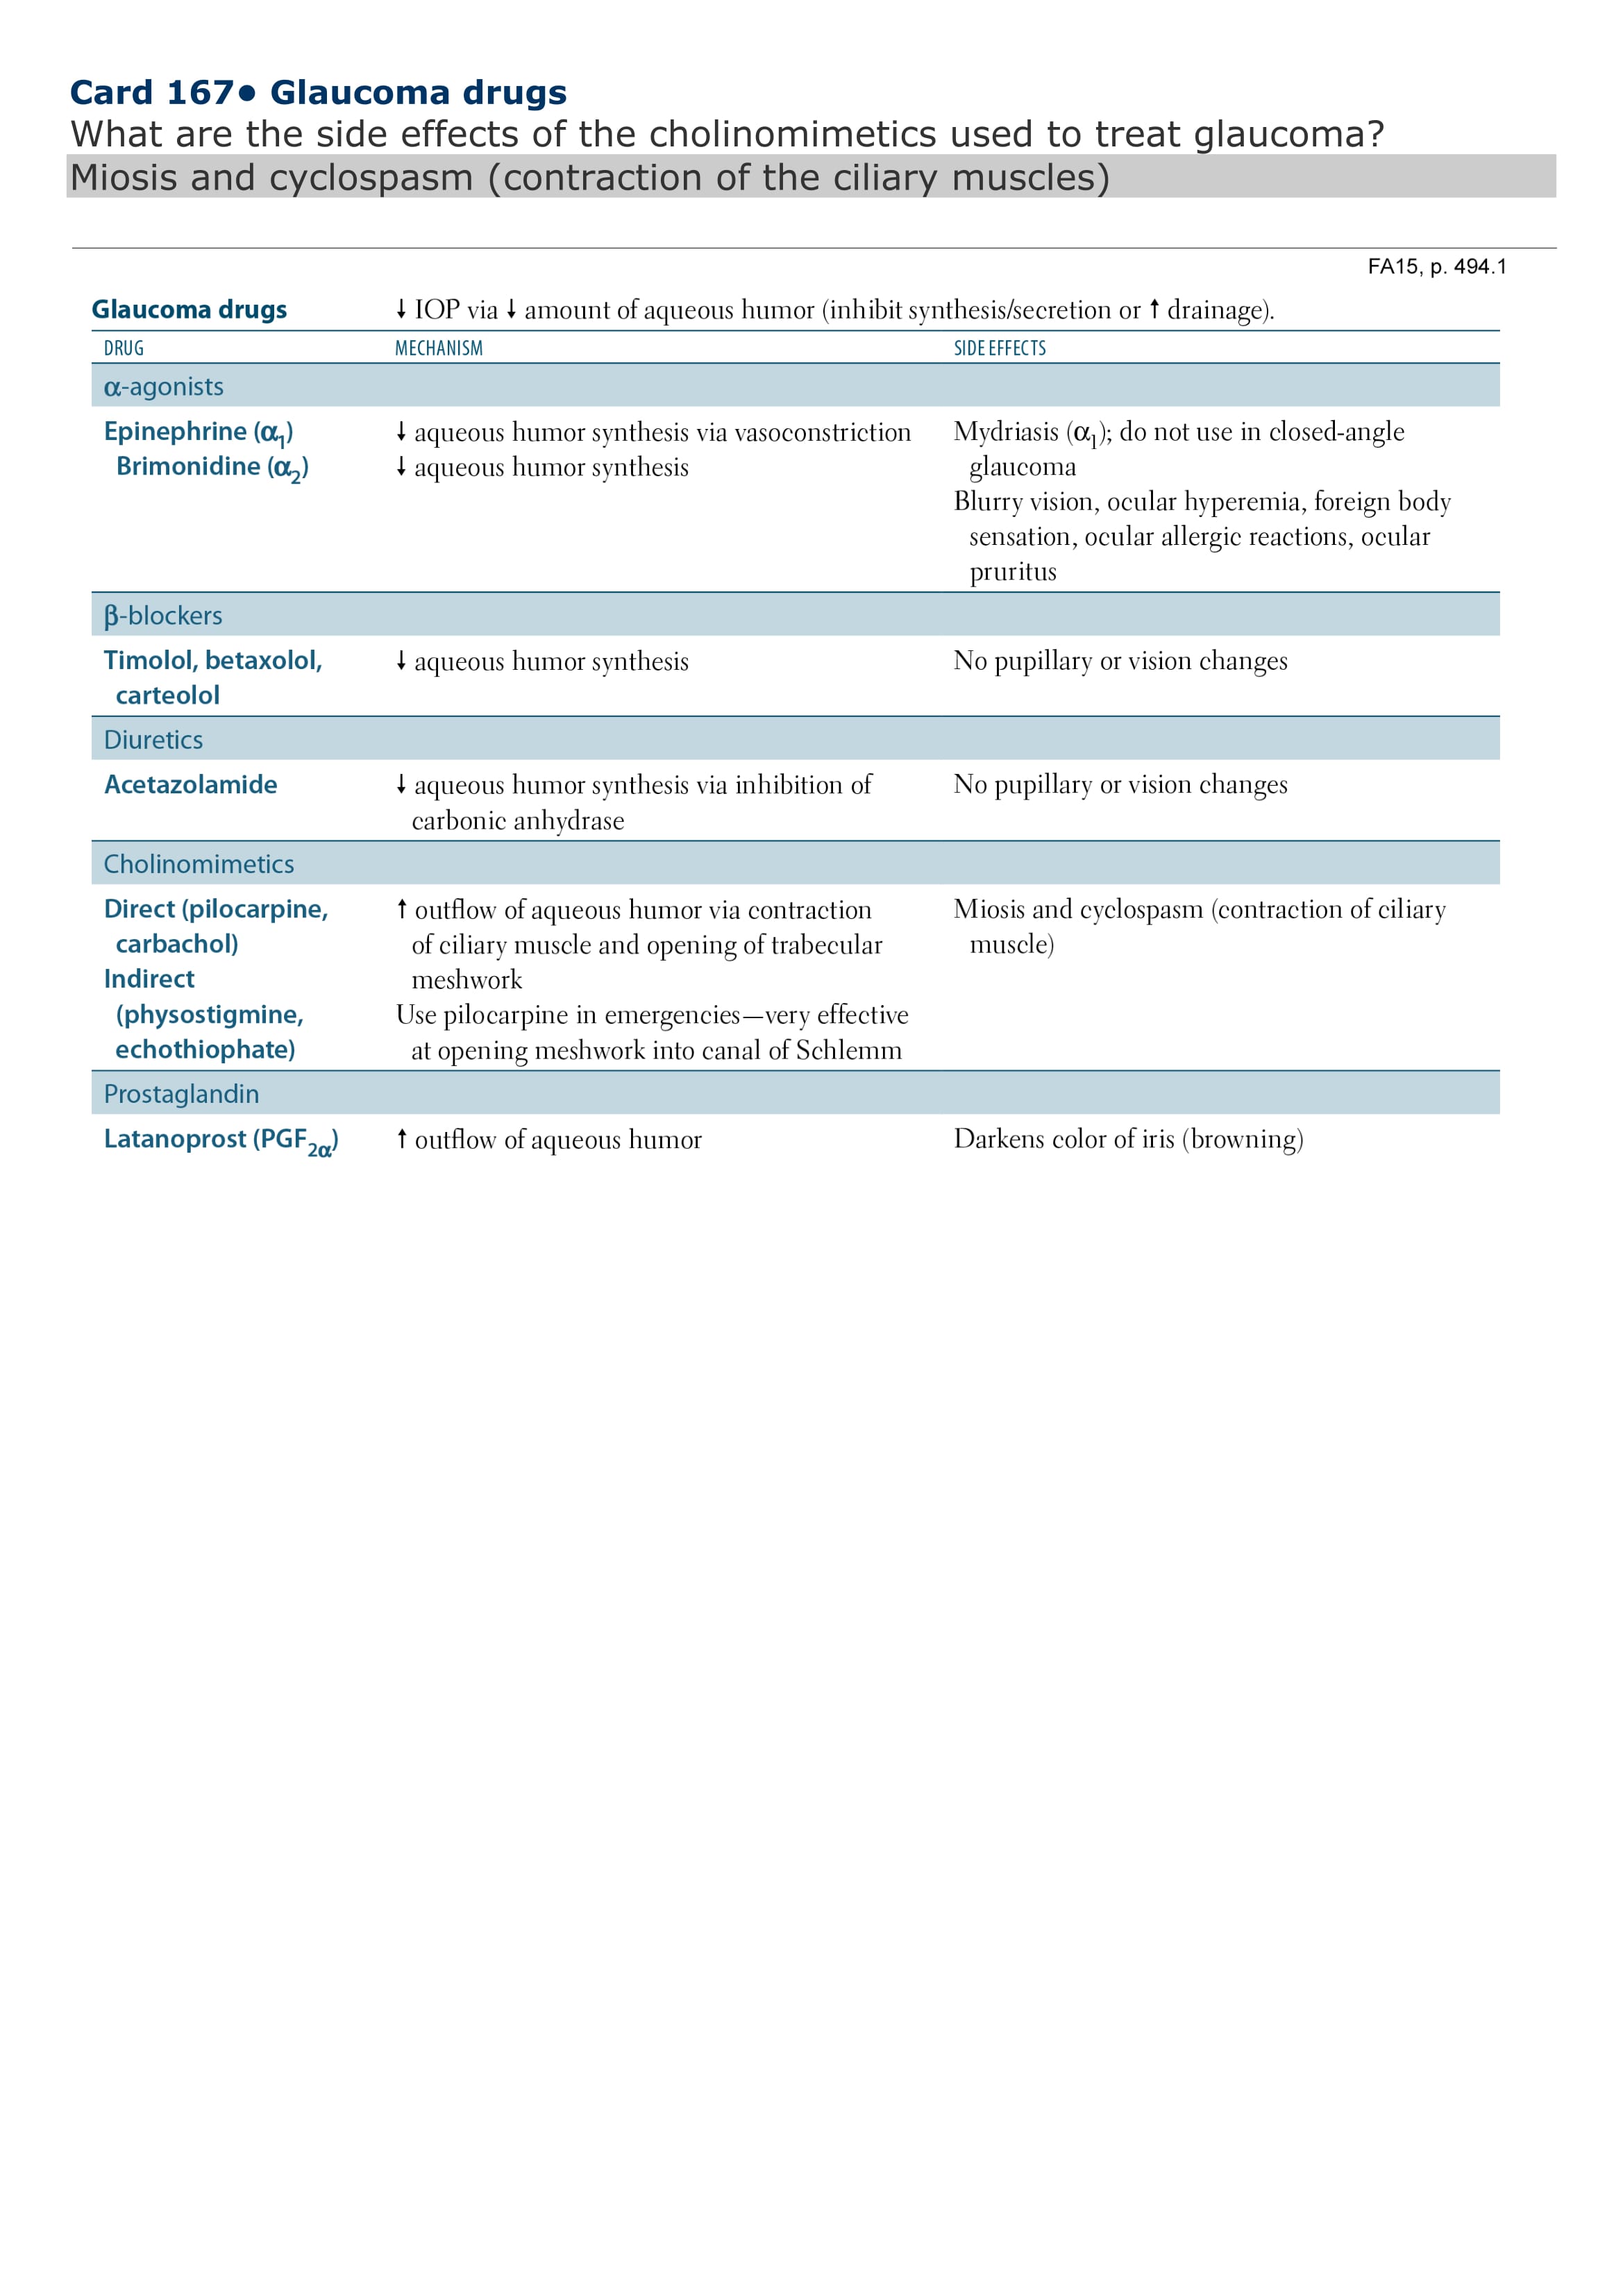 Card 167• Glaucoma drugs
What are the side effects of the cholinomimetics used to treat glaucoma?
Miosis and cyclospasm (contraction of the ciliary muscles)
FA15, p. 494.1
Glaucoma drugs ↓ IOP via ↓ amount of aqueous humor (inhibit synthesis/secretion or ↑ drainage).
DRUG MECHANISM SIDE EFFECTS
α-agonists
Epinephrine (α1) ↓ aqueous humor synthesis via vasoconstriction Mydriasis (α1); do not use in closed-angle
Brimonidine (α2) ↓ aqueous humor synthesis glaucoma
Blurry vision, ocular hyperemia, foreign body
sensation, ocular allergic reactions, ocular
pruritus
β-blockers
Timolol, betaxolol, ↓ aqueous humor synthesis No pupillary or vision changes
carteolol
Diuretics
Acetazolamide ↓ aqueous humor synthesis via inhibition of No pupillary or vision changes
carbonic anhydrase
Cholinomimetics
Direct (pilocarpine, ↑ outflow of aqueous humor via contraction Miosis and cyclospasm (contraction of ciliary
carbachol) of ciliary muscle and opening of trabecular muscle)
Indirect meshwork
(physostigmine, Use pilocarpine in emergencies—very effective
echothiophate) at opening meshwork into canal of Schlemm
Prostaglandin
Latanoprost (PGF2α) ↑ outflow of aqueous humor Darkens color of iris (browning)